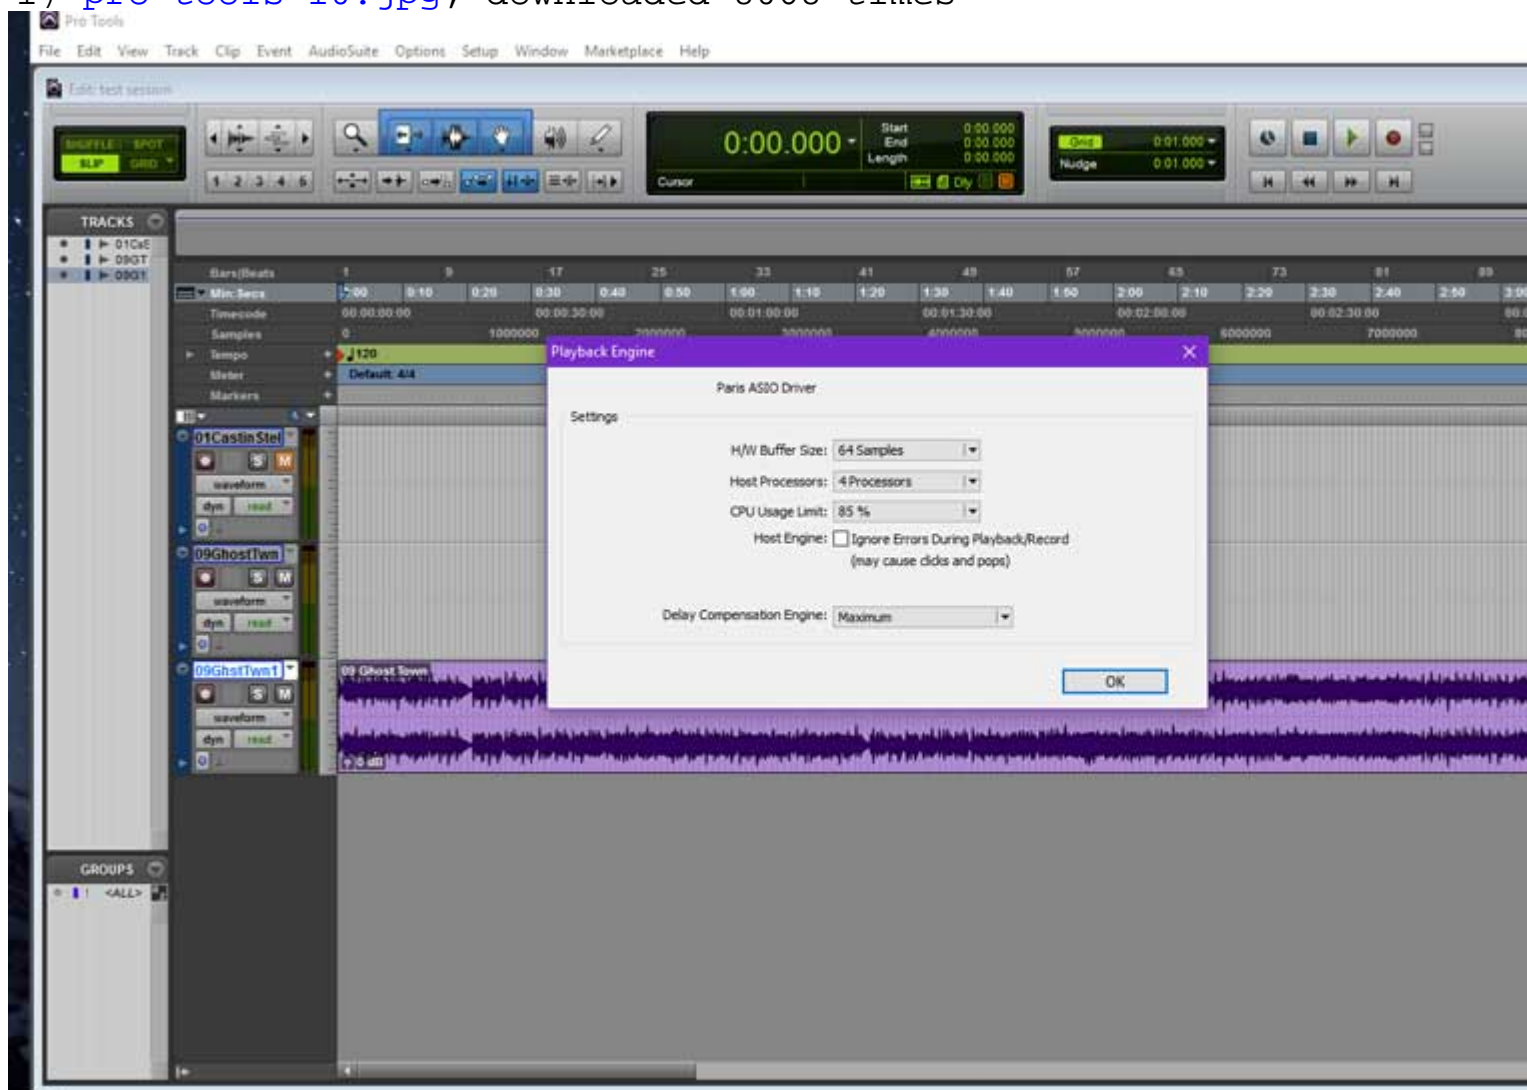 Pro Tools
File Edit View Track Clip Event AudioSuite Options Setup Window Marketplace Help
Edit: test session
SHUFFLE SPOT
SLIP GRID
1 2 3 4 5
0:00.000
Start 0:00.000
End 0:00.000
Length 0:00.000
Cursor
Dly
Grid 0:01.000
Nudge 0:01.000
TRACKS
09GT
Bars|Beats 1 9 17 25 33 41 49 57 65 73 81 89
Min:Secs 0:00 0:10 0:20 0:30 0:40 0:50 1:00 1:10 1:20 1:30 1:40 1:50 2:00 2:10 2:20 2:30 2:40 2:50
Timecode 00:00:00:00 00:00:30:00 00:01:00:00 00:01:30:00 00:02:00:00 00:02:30:00
Samples 0 1000000 2000000 3000000 4000000 5000000 6000000 7000000
Tempo 120
Meter Default: 4/4
Markers
Playback Engine
Paris ASIO Driver
Settings
H/W Buffer Size: 64 Samples
Host Processors: 4 Processors
CPU Usage Limit: 85 %
Host Engine: Ignore Errors During Playback/Record
(may cause clicks and pops)
Delay Compensation Engine: Maximum
OK
01CastinStel
S M
waveform
dyn read
09GhostTwn
S M
waveform
dyn read
09GhstTwn1
S M
waveform
dyn read
09 Ghost Town
0 dB
GROUPS
! <ALL>